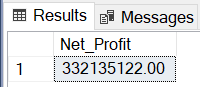 Results Messages
Net_Profit
1 332135122.00